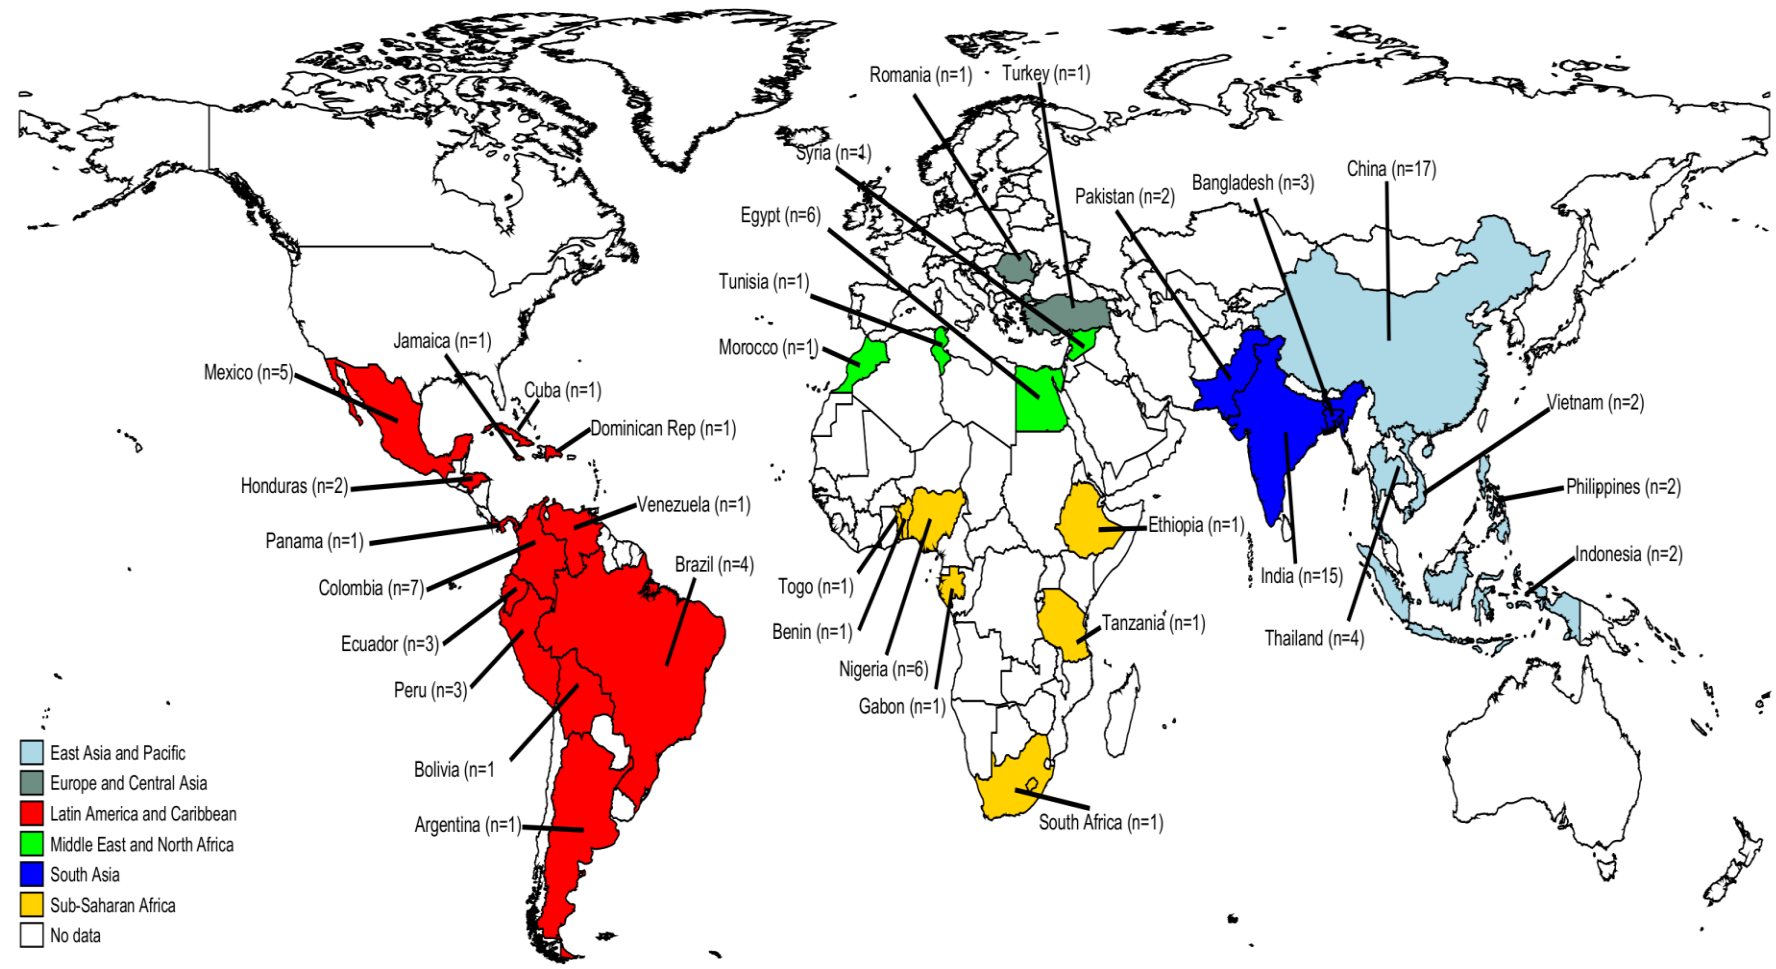 Romania (n=1)
Turkey (n=1)
Syria (n=1)
China (n=17)
Bangladesh (n=3)
Pakistan (n=2)
Egypt (n=6)
Tunisia (n=1)
Morocco (n=1)
Jamaica (n=1)
Mexico (n=5)
Cuba (n=1)
Vietnam (n=2)
Dominican Rep (n=1)
Honduras (n=2)
Philippines (n=2)
Venezuela (n=1)
Ethiopia (n=1)
Panama (n=1)
Indonesia (n=2)
Brazil (n=4)
India (n=15)
Colombia (n=7)
Togo (n=1)
Tanzania (n=1)
Benin (n=1)
Thailand (n=4)
Ecuador (n=3)
Nigeria (n=6)
Peru (n=3)
Gabon (n=1)
Bolivia (n=1
South Africa (n=1)
Argentina (n=1)
East Asia and Pacific
Europe and Central Asia
Latin America and Caribbean
Middle East and North Africa
South Asia
Sub-Saharan Africa
No data